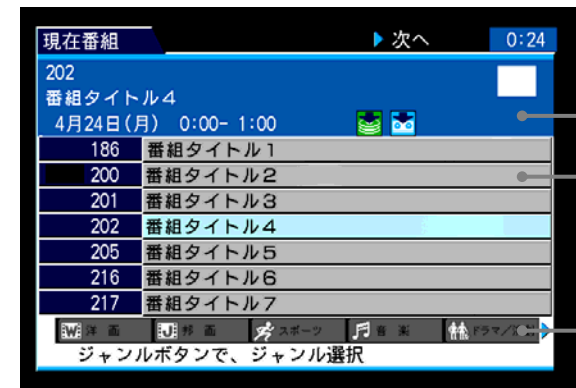 現在番組 次へ 0:24
202
番組タイトル4
4月24日(月) 0:00- 1:00
186 番組タイトル1
200 番組タイトル2
201 番組タイトル3
202 番組タイトル4
205 番組タイトル5
216 番組タイトル6
217 番組タイトル7
W 洋画 J 邦画 スポーツ 音楽 ドラマ/
ジャンルボタンで、ジャンル選択